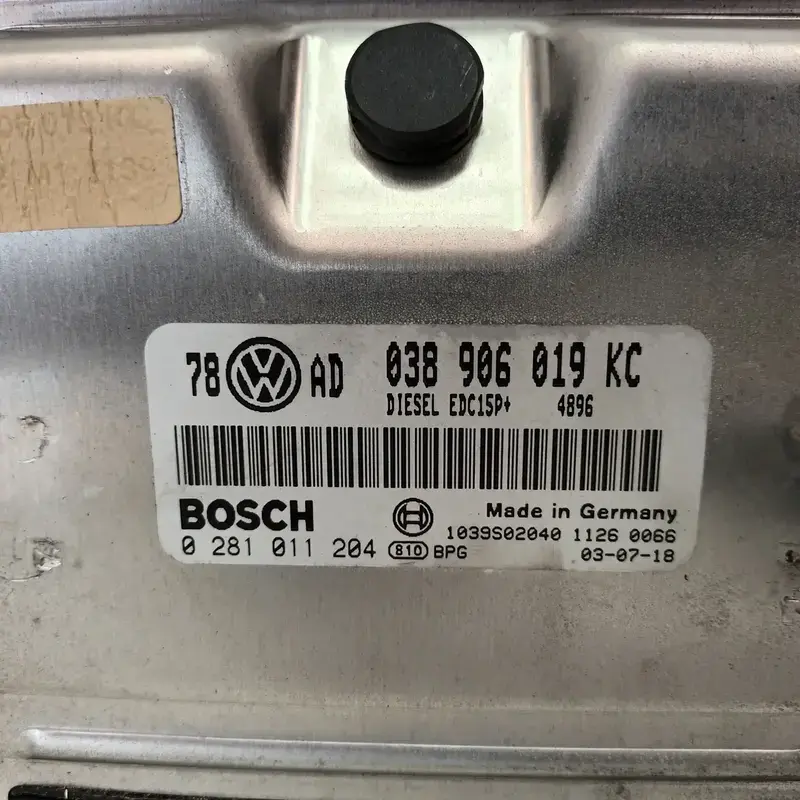 78 AD 038 906 019 KC
DIESEL EDC15P+ 4896
BOSCH
Made in Germany
1039S02040 1126 0066
0 281 011 204 810 BPG
03-07-18